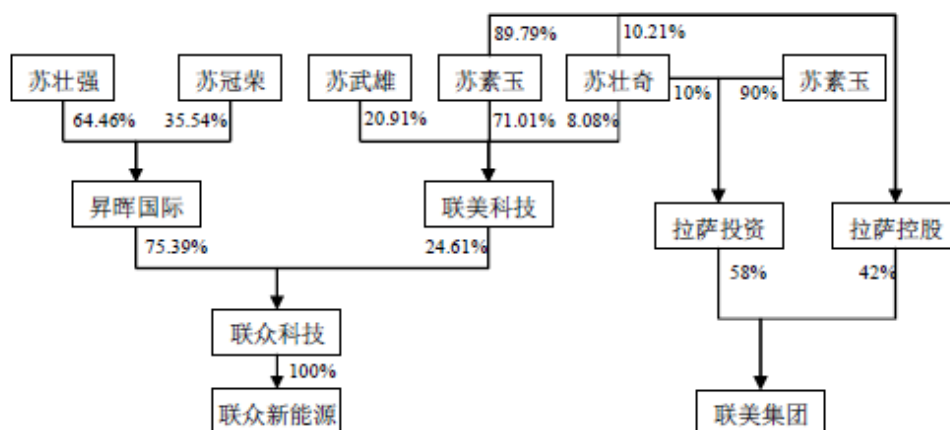 89.79% 10.21%
苏壮强 苏冠荣 苏武雄 苏素玉 苏壮奇 苏素玉
10% 90%
64.46% 35.54% 20.91% 71.01% 8.08%
昇晖国际 联美科技 拉萨投资 拉萨控股
75.39% 24.61% 58% 42%
联众科技
100%
联众新能源 联美集团